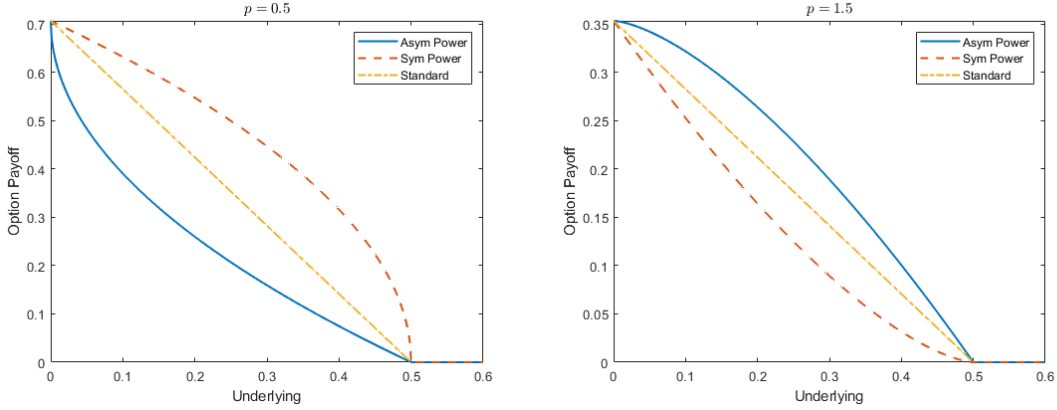 p = 0.5
0.7
0.6
0.5
0.4
0.3
0.2
0.1
0
Option Payoff
Asym Power
Sym Power
Standard
0 0.1 0.2 0.3 0.4 0.5 0.6
Underlying
p = 1.5
0.35
0.3
0.25
0.2
0.15
0.1
0.05
0
Option Payoff
Asym Power
Sym Power
Standard
0 0.1 0.2 0.3 0.4 0.5 0.6
Underlying